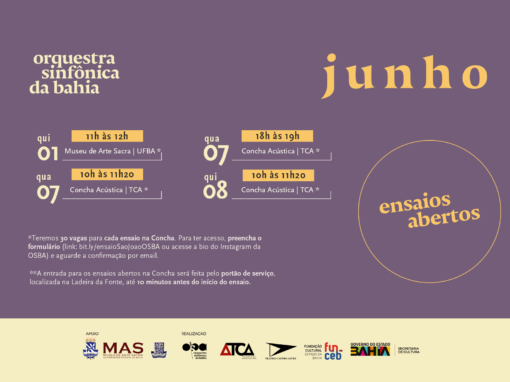 orquestra
sinfônica
da bahia
junho
qui
01
11h às 12h
Museu de Arte Sacra | UFBA *
qua
07
10h às 11h20
Concha Acústica | TCA *
qua
07
18h às 19h
Concha Acústica | TCA *
qui
08
10h às 11h20
Concha Acústica | TCA *
ensaios
abertos
*Teremos 30 vagas para cada ensaio na Concha. Para ter acesso, preencha o
formulário (link: bit.ly/ensaioSaoJoaoOSBA ou acesse a bio do Instagram da
OSBA) e aguarde a confirmação por email.
**A entrada para os ensaios abertos na Concha será feita pelo portão de serviço,
localizada na Ladeira da Fonte, até 10 minutos antes do início do ensaio.
APOIO
MAS
REALIZAÇÃO
ATCA
FUNDAÇÃO
CULTURAL
ESTADO DA
BAHIA
fun
ceb
GOVERNO DO ESTADO
BAHIA
SECRETARIA
DE CULTURA